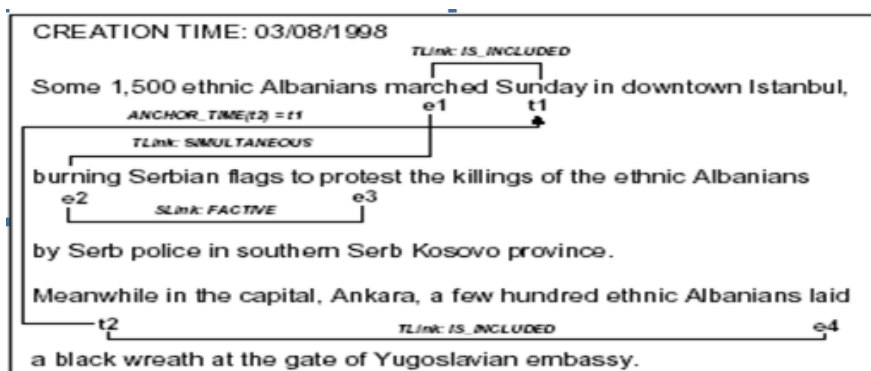 CREATION TIME: 03/08/1998
TLink: IS_INCLUDED
Some 1,500 ethnic Albanians marched Sunday in downtown Istanbul,
e1 t1
ANCHOR_TIME(t2) = t1
TLink: SIMULTANEOUS
burning Serbian flags to protest the killings of the ethnic Albanians
e2 e3
SLink: FACTIVE
by Serb police in southern Serb Kosovo province.
Meanwhile in the capital, Ankara, a few hundred ethnic Albanians laid
t2 TLink: IS_INCLUDED e4
a black wreath at the gate of Yugoslavian embassy.